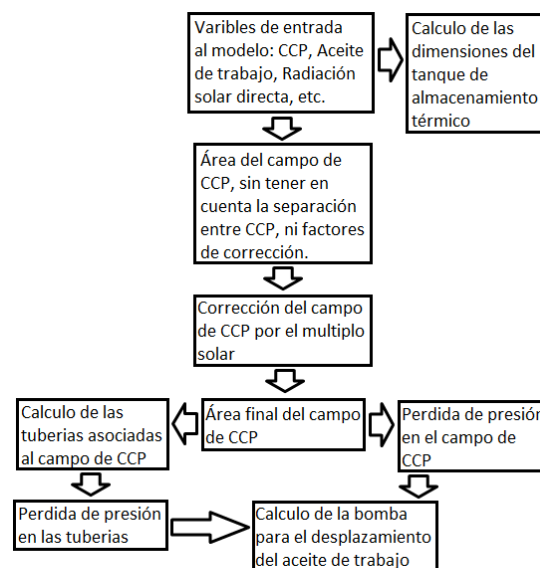 Varibles de entrada
al modelo: CCP, Aceite
de trabajo, Radiación
solar directa, etc.
Calculo de las
dimensiones del
tanque de
almacenamiento
térmico
Área del campo de
CCP, sin tener en
cuenta la separación
entre CCP, ni factores
de corrección.
Corrección del campo
de CCP por el multiplo
solar
Calculo de las
tuberias asociadas
al campo de CCP
Área final del campo
de CCP
Perdida de presión
en el campo de
CCP
Perdida de presión
en las tuberias
Calculo de la bomba
para el desplazamiento
del aceite de trabajo